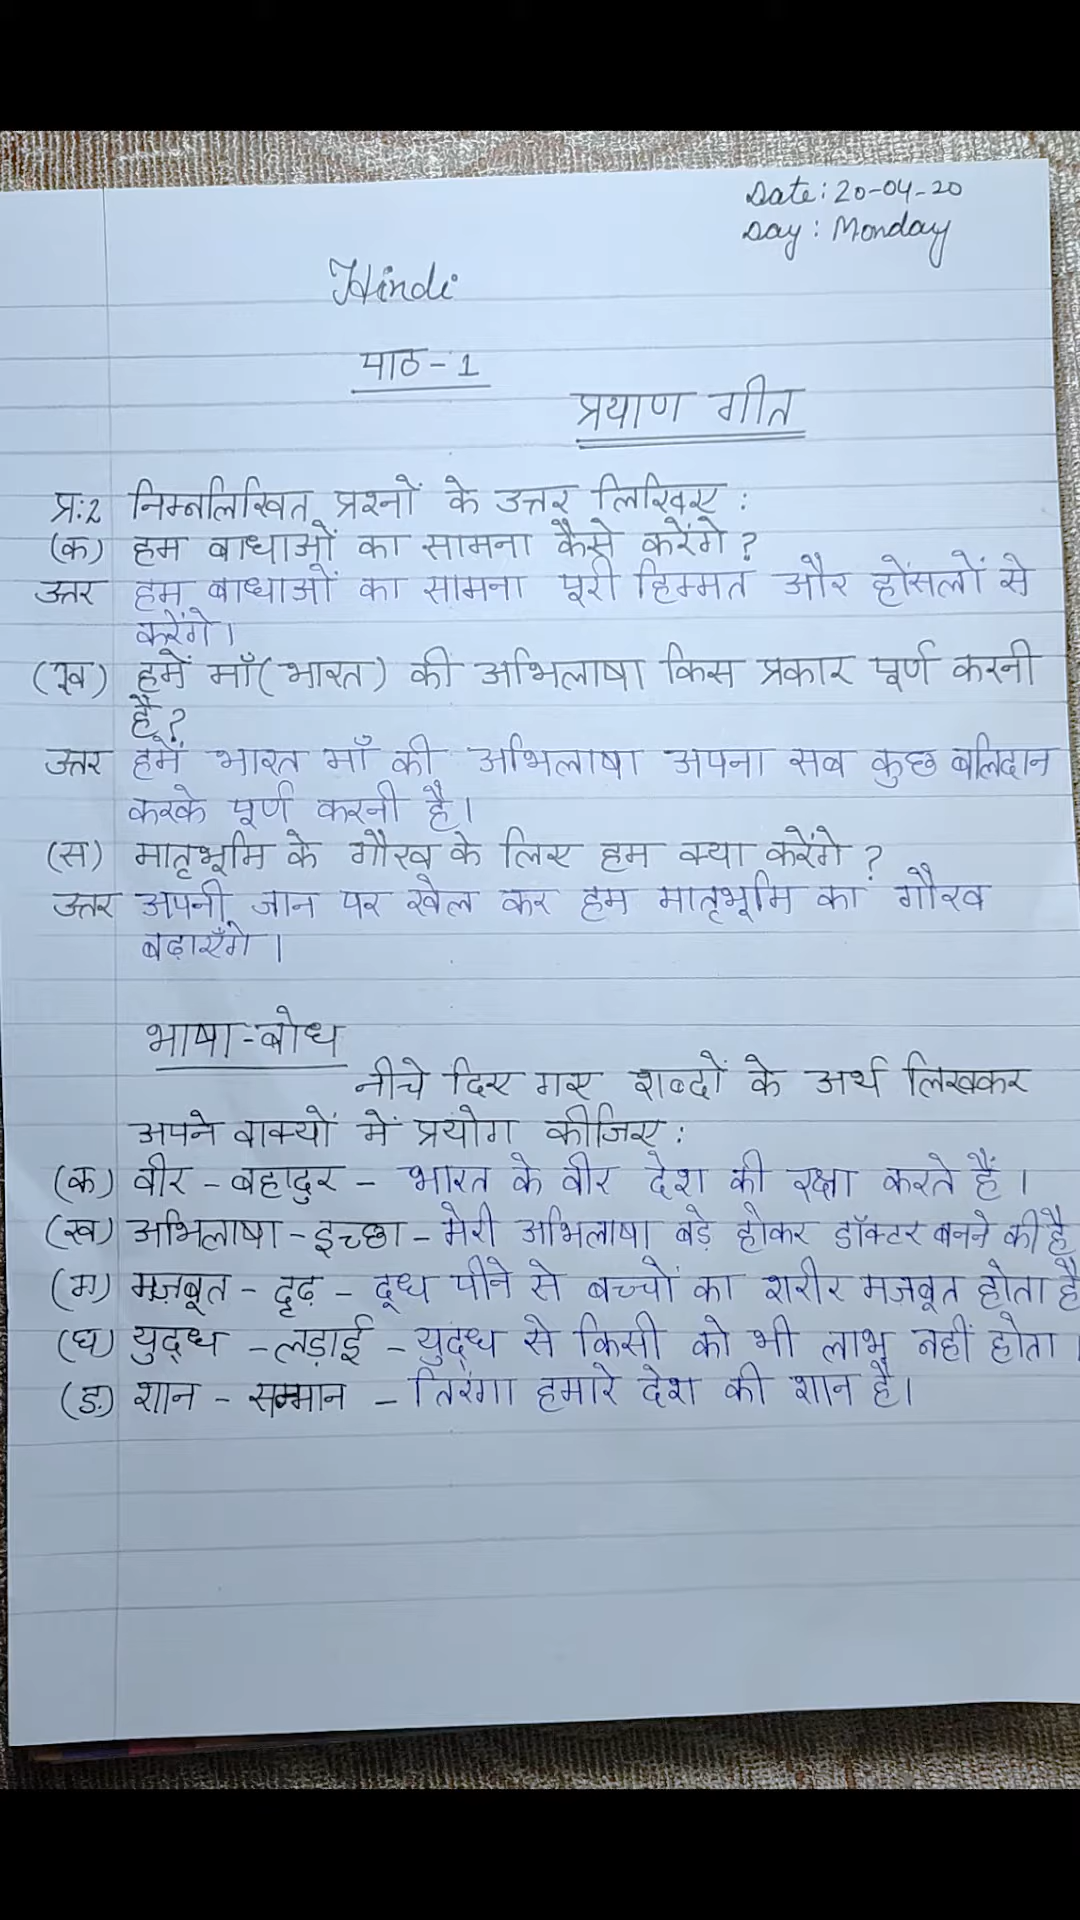 Date: 20-04-20
Day: Monday
Hindi
पाठ - 1
प्रयाण गीत
प्र:2 निम्नलिखित प्रश्नों के उत्तर लिखिए :
(क) हम बाधाओं का सामना कैसे करेंगे ?
उत्तर हम बाधाओं का सामना पूरी हिम्मत और होंसलों से
करेंगे।
(ख) हमें माँ (भारत) की अभिलाषा किस प्रकार पूर्ण करनी
है ?
उत्तर हमें भारत माँ की अभिलाषा अपना सब कुछ बलिदान
करके पूर्ण करनी है।
(स) मातृभूमि के गौरव के लिए हम क्या करेंगे ?
उत्तर अपनी जान पर खेल कर हम मातृभूमि का गौरव
बढ़ाएँगे।
भाषा-बोध
नीचे दिए गए शब्दों के अर्थ लिखकर
अपने वाक्यों में प्रयोग कीजिए :
(क) वीर - बहादुर - भारत के वीर देश की रक्षा करते हैं।
(ख) अभिलाषा - इच्छा - मेरी अभिलाषा बड़े होकर डॉक्टर बनने की है
(ग) मज़बूत - दृढ़ - दूध पीने से बच्चों का शरीर मजबूत होता है
(घ) युद्ध - लड़ाई - युद्ध से किसी को भी लाभ नहीं होता।
(ङ) शान - सम्मान - तिरंगा हमारे देश की शान है।